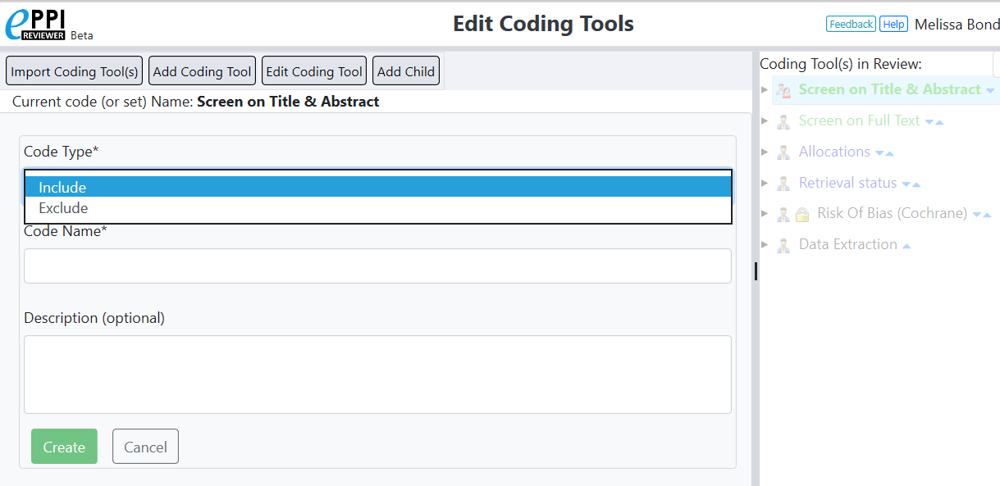 ePPI
REVIEWER Beta
Edit Coding Tools
Feedback Help Melissa Bond
Import Coding Tool(s) Add Coding Tool Edit Coding Tool Add Child
Current code (or set) Name: Screen on Title & Abstract
Code Type*
Include
Exclude
Code Name*
Description (optional)
Create Cancel
Coding Tool(s) in Review:
Screen on Title & Abstract
Screen on Full Text
Allocations
Retrieval status
Risk Of Bias (Cochrane)
Data Extraction